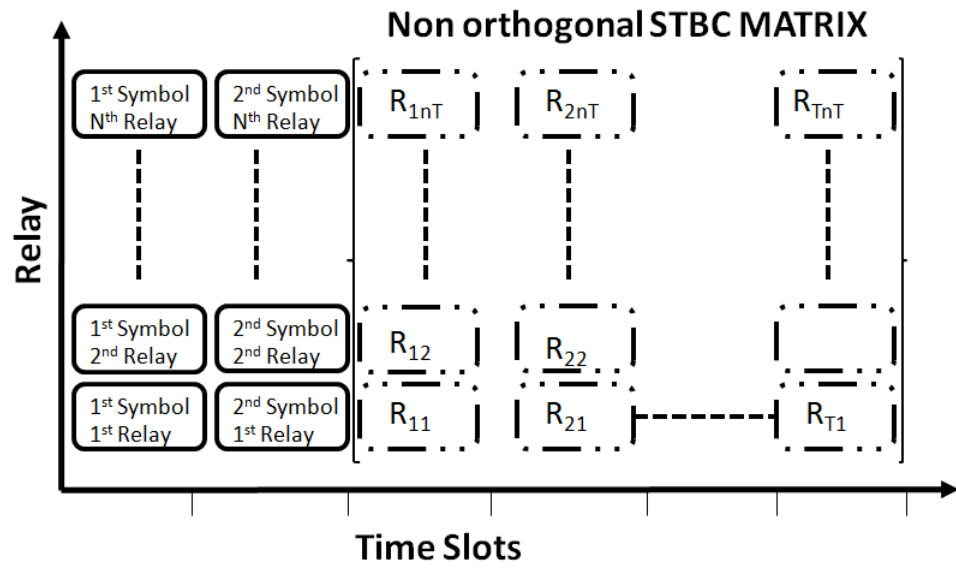 Non orthogonal STBC MATRIX
1st Symbol
Nth Relay
2nd Symbol
Nth Relay
R1nT
R2nT
RTnT
Relay
1st Symbol
2nd Relay
2nd Symbol
2nd Relay
R12
R22
1st Symbol
1st Relay
2nd Symbol
1st Relay
R11
R21
RT1
Time Slots